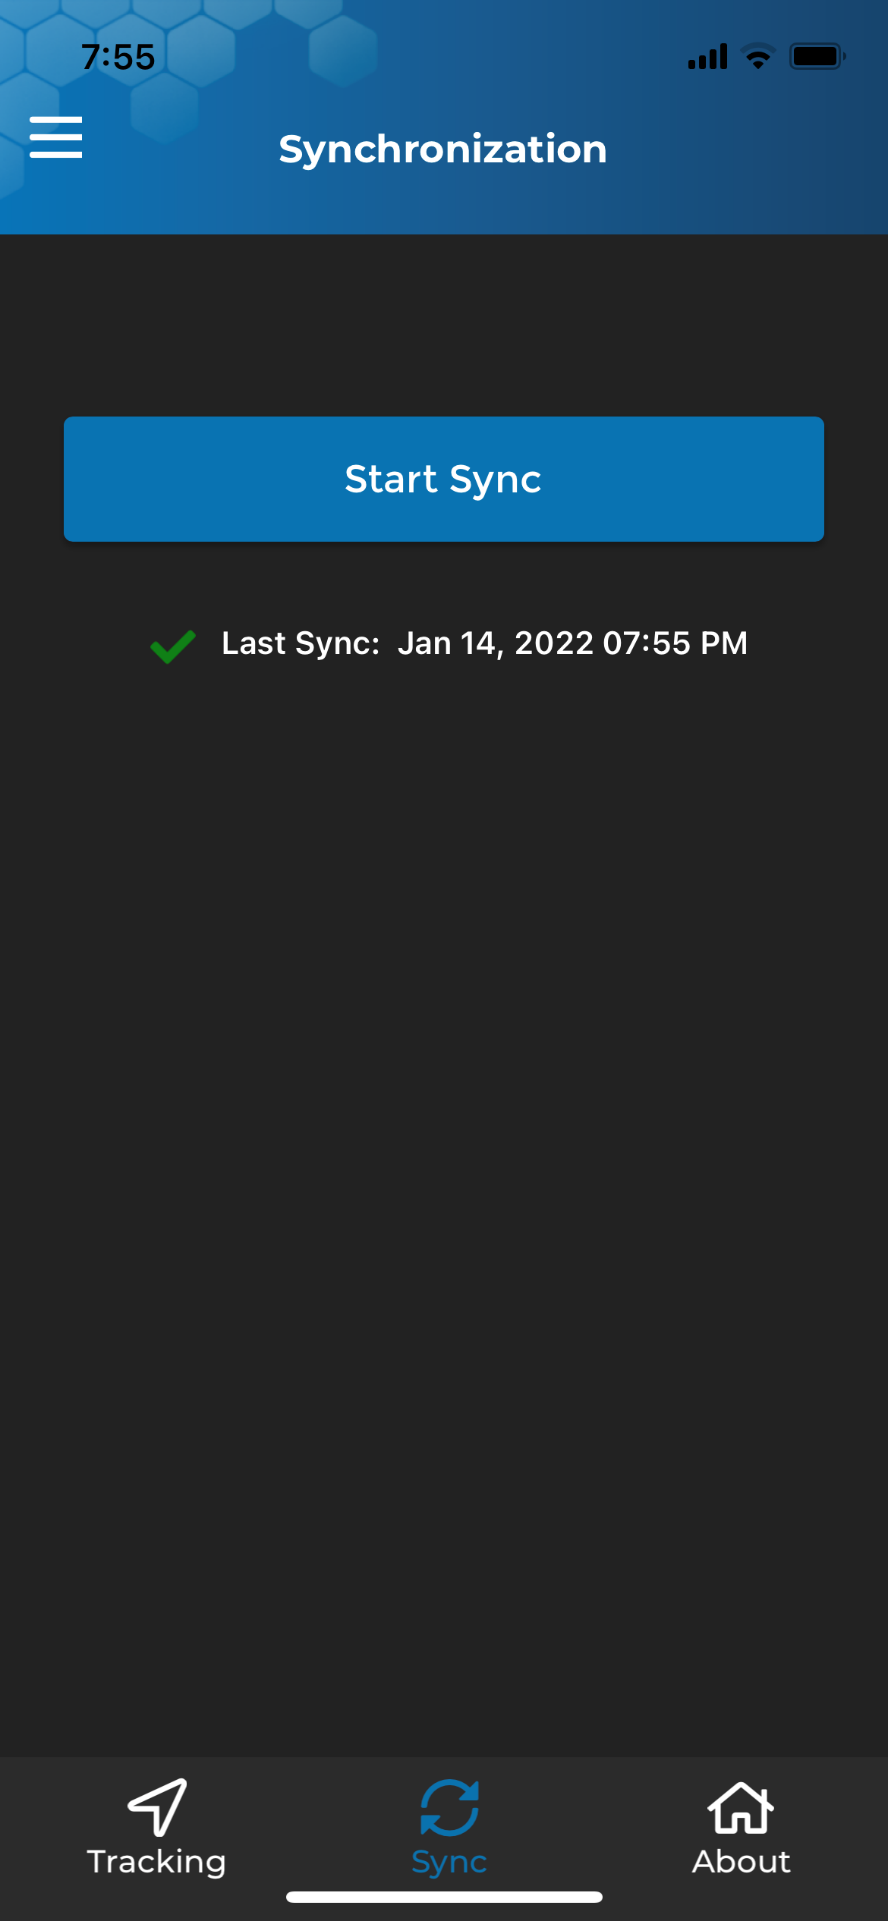 7:55
Synchronization
Start Sync
Last Sync: Jan 14, 2022 07:55 PM
Tracking
Sync
About